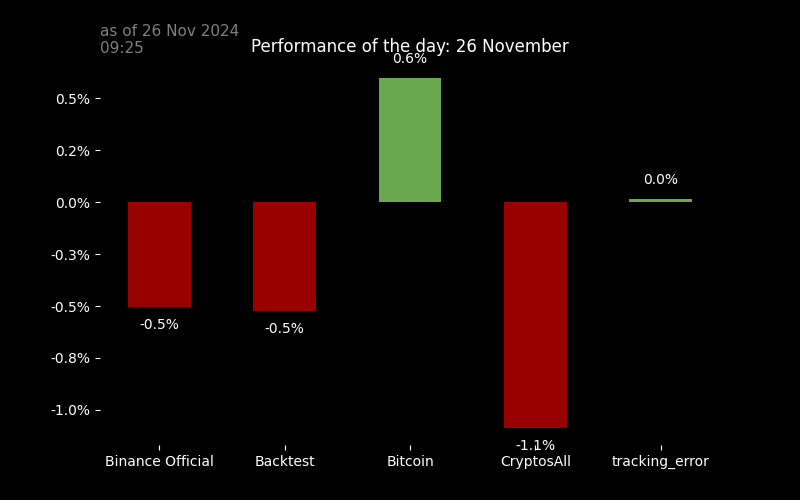 as of 26 Nov 2024
09:25
Performance of the day: 26 November
0.6%
0.5%
0.2%
0.0%
0.0%
-0.3%
-0.5%
-0.5%
-0.5%
-0.8%
-1.0%
-1.1%
Binance Official
Backtest
Bitcoin
CryptosAll
tracking_error